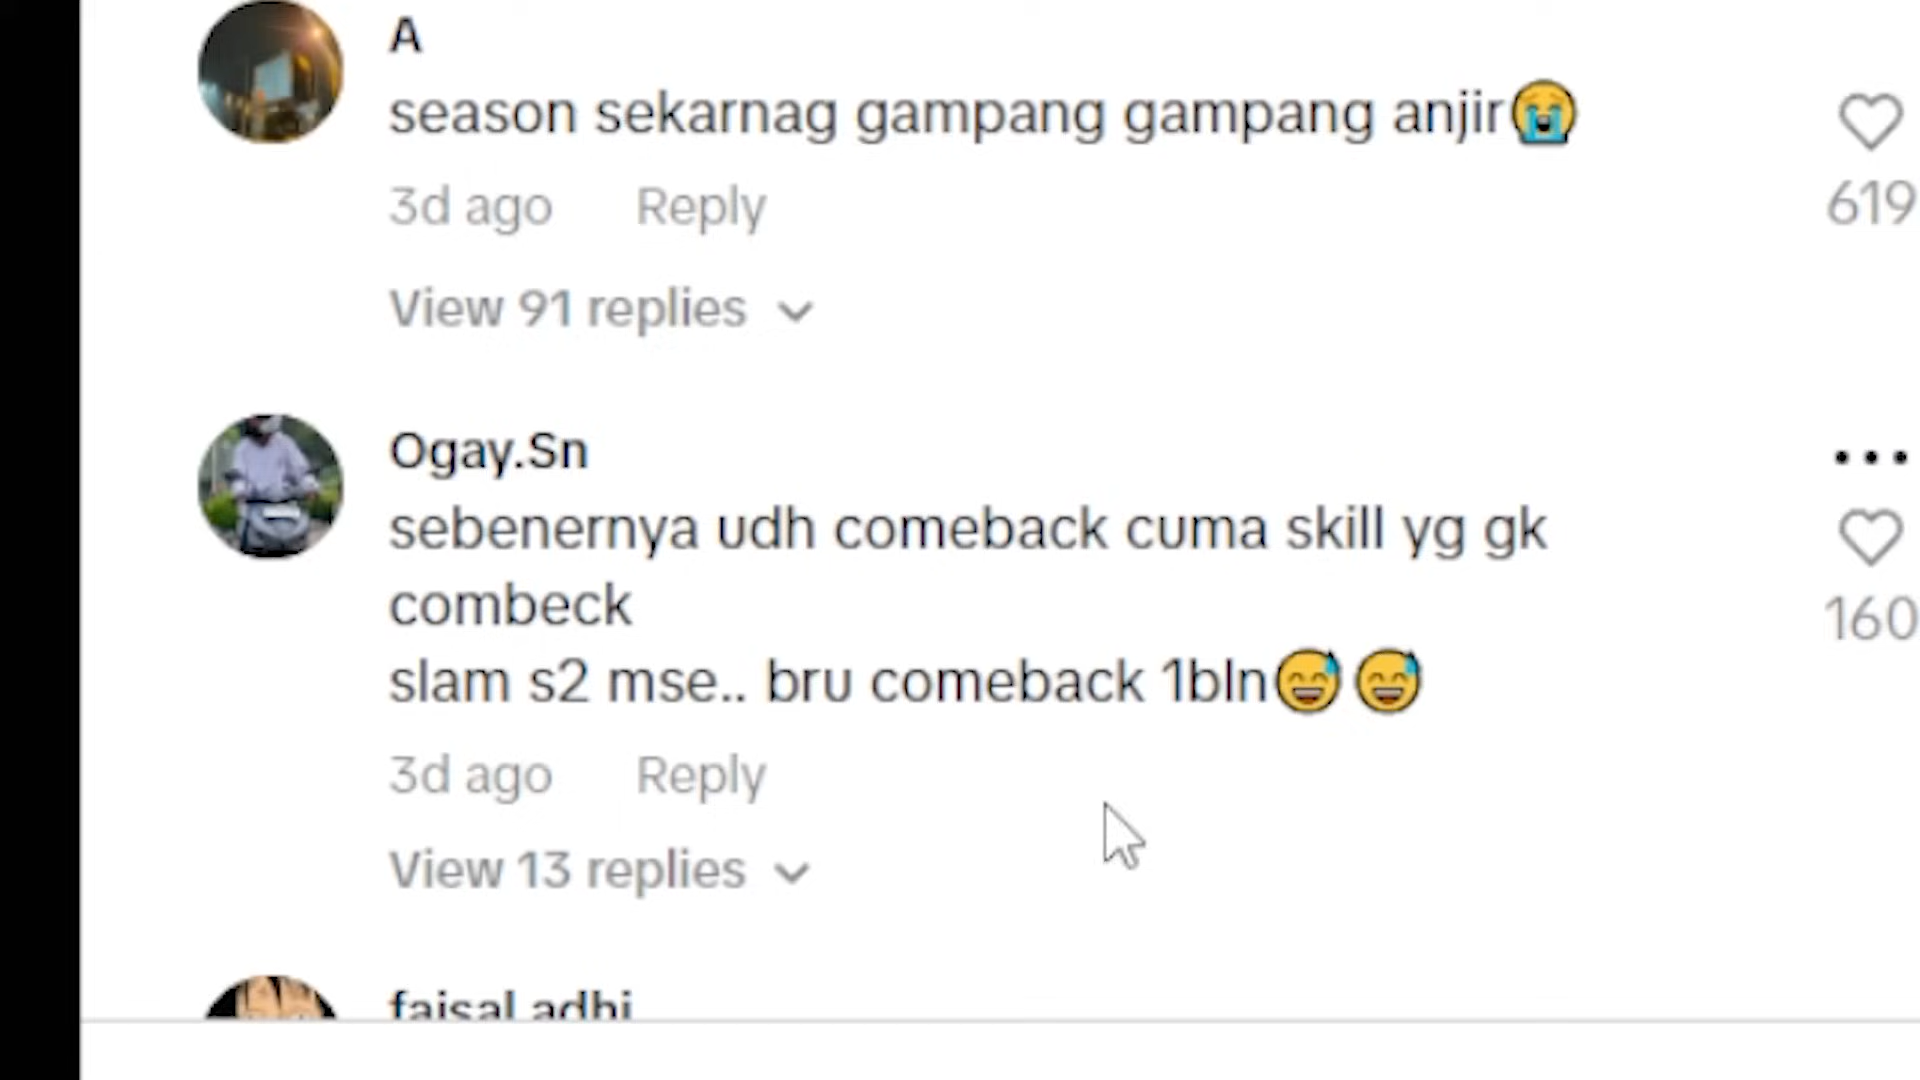 A
season sekarnag gampang gampang anjir😭
3d ago Reply
619
View 91 replies
Ogay.Sn
sebenernya udh comeback cuma skill yg gk
combeck
slam s2 mse.. bru comeback 1bln😅😅
160
3d ago Reply
View 13 replies
faisal adhi